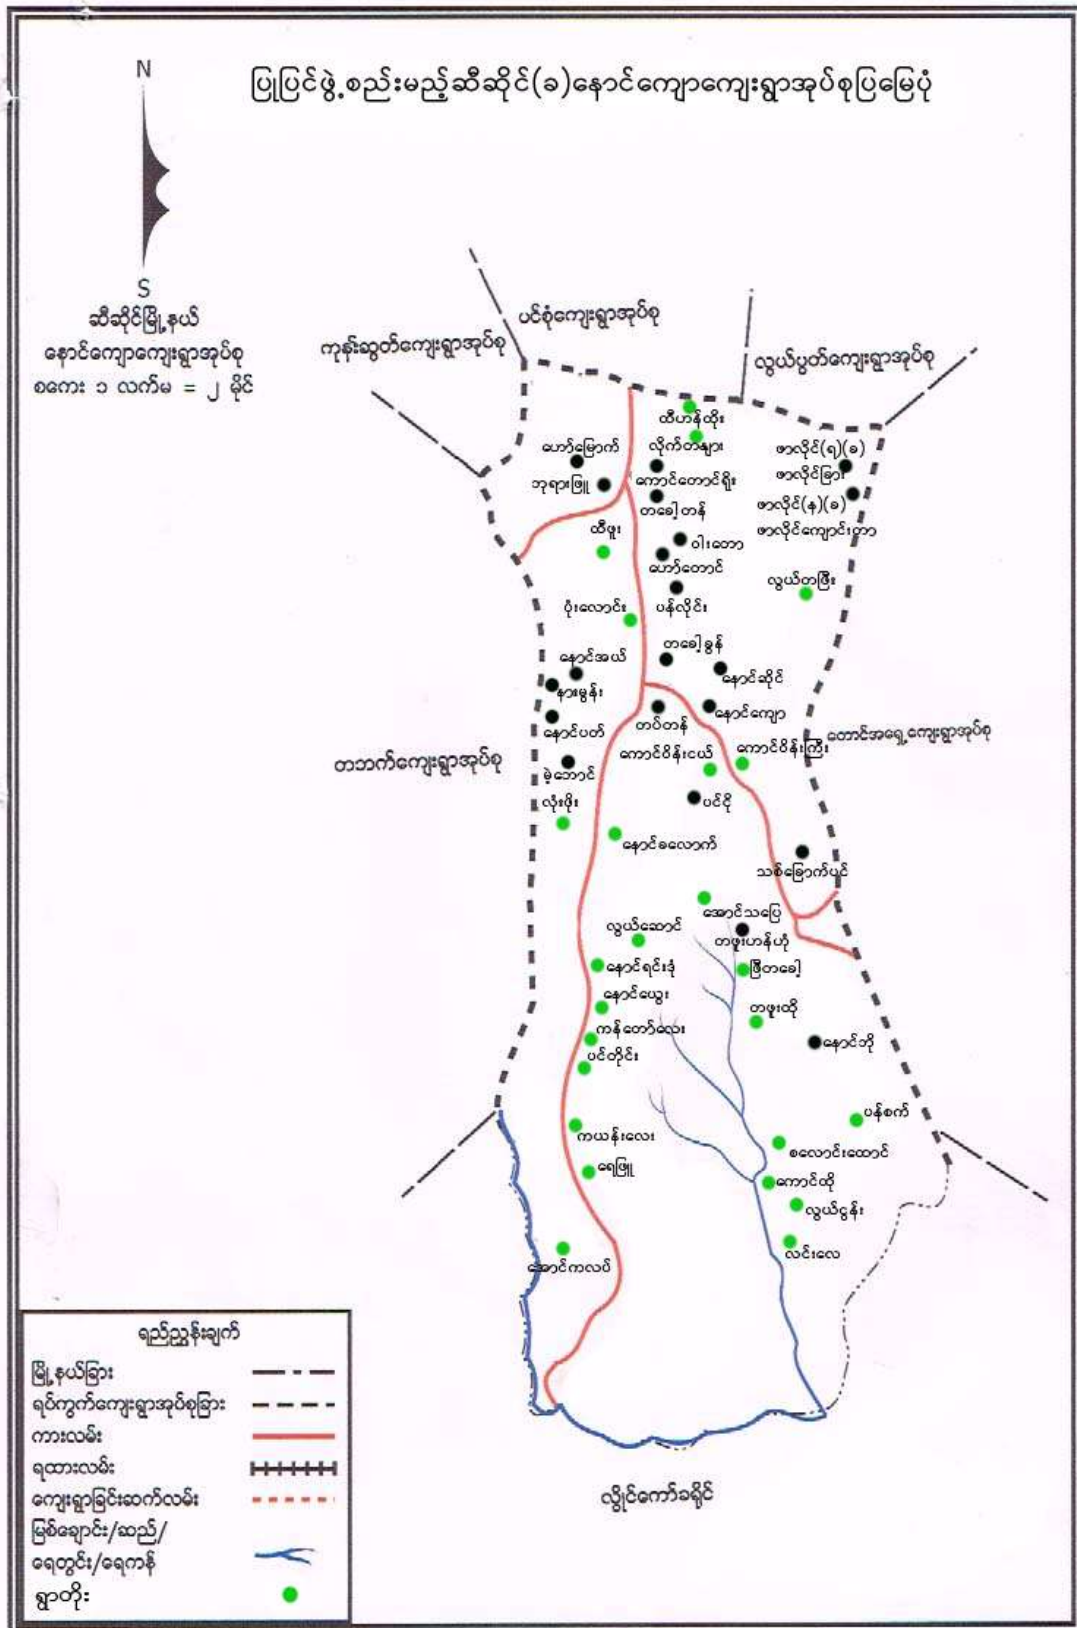 ပြုပြင်ဖွဲ့စည်းမည့်ဆီဆိုင်(ခ)နောင်ကျောကျေးရွာအုပ်စုပြမြေပုံ
N
S
ဆီဆိုင်မြို့နယ်
နောင်ကျောကျေးရွာအုပ်စု
စကေး ၁ လက်မ = ၂ မိုင်
ပင်စုံကျေးရွာအုပ်စု
ကုန်းဆွတ်ကျေးရွာအုပ်စု
လွယ်ပွတ်ကျေးရွာအုပ်စု
ထီဟန်ထိုး
ဟော်မြောက်
လိုက်တများ
ဖာလိုင်(ရ)(ခ)
ကောင်တောင်ရိုး
ဖာလိုင်ခြား
ဘုရားဖြူ
တခေါ့တန်
ဖာလိုင်(န)(ခ)
ဖာလိုင်ကျောင်းတာ
ထီဖူး
ဝါးတော
ဟော်တောင်
လွယ်တဖြီး
ပုံးလောင်း
ပန်လိုင်း
နောင်အယ်
တခေါ့ခွန်
နောင်ဆိုင်
နားမွန်း
နောင်ပတ်
တပ်တန်
နောင်ကျော
တောင်အရှေ့ကျေးရွာအုပ်စု
တဘက်ကျေးရွာအုပ်စု
မဲ့ဘောင်
ကောင်ဝိန်းငယ်
ကောင်ဝိန်းကြီး
လုံးဖိုး
ပင်ငို
နောင်ခလောက်
သစ်ခြောက်ပင်
အောင်သပြေ
လွယ်ဆောင်
တဖူးဟန်ဟို
နောင်ရင်းဒုံ
ဖြီတခေါ့
နောင်ယွေး
တဖူးထို
ကန်တော်လေး
နောင်ဘို
ပင်တိုင်း
ပန်စက်
ကယန်းလေး
စလောင်းထောင်
ရေဖြူ
ကောင်ထို
လွယ်ငွန်း
လင်းလေ
အောင်ကလပ်
ရည်ညွှန်းချက်
မြို့နယ်ခြား
ရပ်ကွက်ကျေးရွာအုပ်စုခြား
ကားလမ်း
ရထားလမ်း
ကျေးရွာခြင်းဆက်လမ်း
မြစ်ချောင်း/ဆည်/
ရေတွင်း/ရေကန်
ရွာတိုး
လွိုင်ကော်ခရိုင်